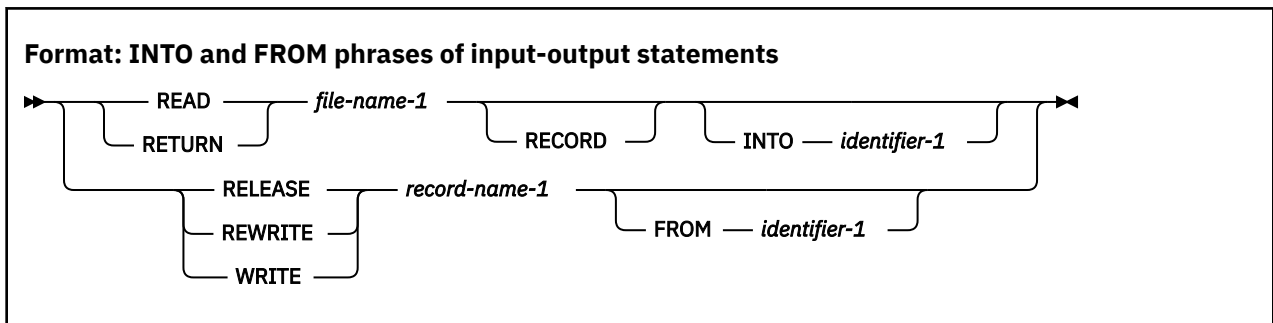 Format: INTO and FROM phrases of input-output statements
READ file-name-1
RETURN RECORD INTO identifier-1
RELEASE record-name-1
REWRITE FROM identifier-1
WRITE